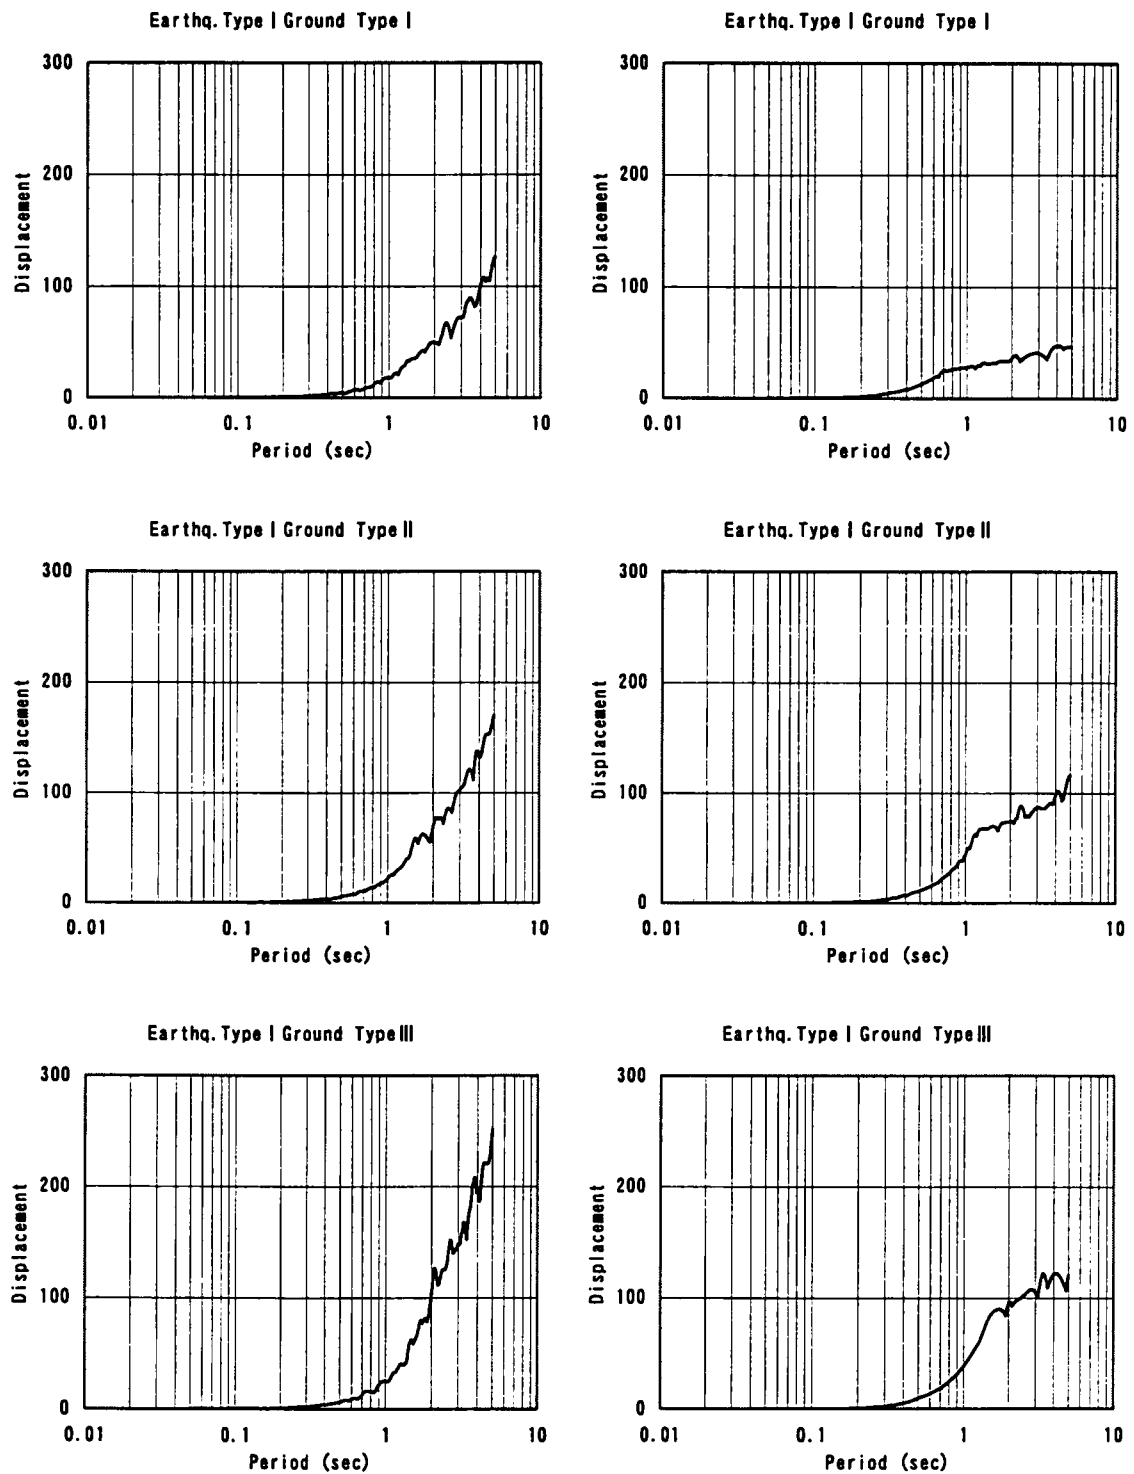 Earthq. Type I Ground Type I
300
200
100
0
Displacement
0.01 0.1 1 10
Period (sec)
Earthq. Type I Ground Type I
300
200
100
0
Displacement
0.01 0.1 1 10
Period (sec)
Earthq. Type I Ground Type II
300
200
100
0
Displacement
0.01 0.1 1 10
Period (sec)
Earthq. Type I Ground Type II
300
200
100
0
Displacement
0.01 0.1 1 10
Period (sec)
Earthq. Type I Ground Type III
300
200
100
0
Displacement
0.01 0.1 1 10
Period (sec)
Earthq. Type I Ground Type III
300
200
100
0
Displacement
0.01 0.1 1 10
Period (sec)